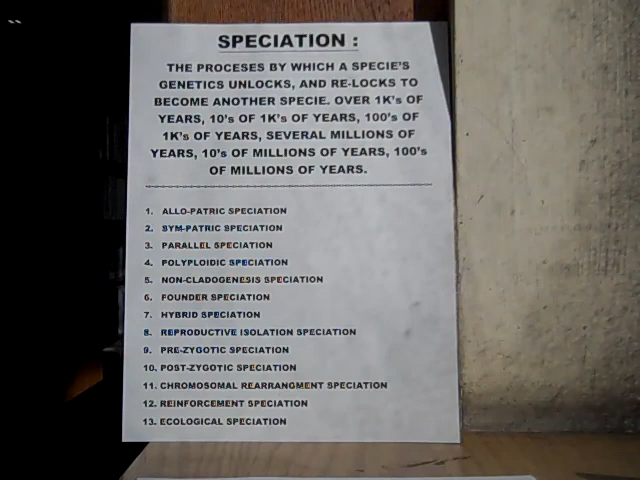 SPECIATION :
THE PROCESES BY WHICH A SPECIE'S
GENETICS UNLOCKS, AND RE-LOCKS TO
BECOME ANOTHER SPECIE. OVER 1K's OF
YEARS, 10's OF 1K's OF YEARS, 100's OF
1K's OF YEARS, SEVERAL MILLIONS OF
YEARS, 10's OF MILLIONS OF YEARS, 100's
OF MILLIONS OF YEARS.
1. ALLO-PATRIC SPECIATION
2. SYM-PATRIC SPECIATION
3. PARALLEL SPECIATION
4. POLYPLOIDIC SPECIATION
5. NON-CLADOGENESIS SPECIATION
6. FOUNDER SPECIATION
7. HYBRID SPECIATION
8. REPRODUCTIVE ISOLATION SPECIATION
9. PRE-ZYGOTIC SPECIATION
10. POST-ZYGOTIC SPECIATION
11. CHROMOSOMAL REARRANGMENT SPECIATION
12. REINFORCEMENT SPECIATION
13. ECOLOGICAL SPECIATION